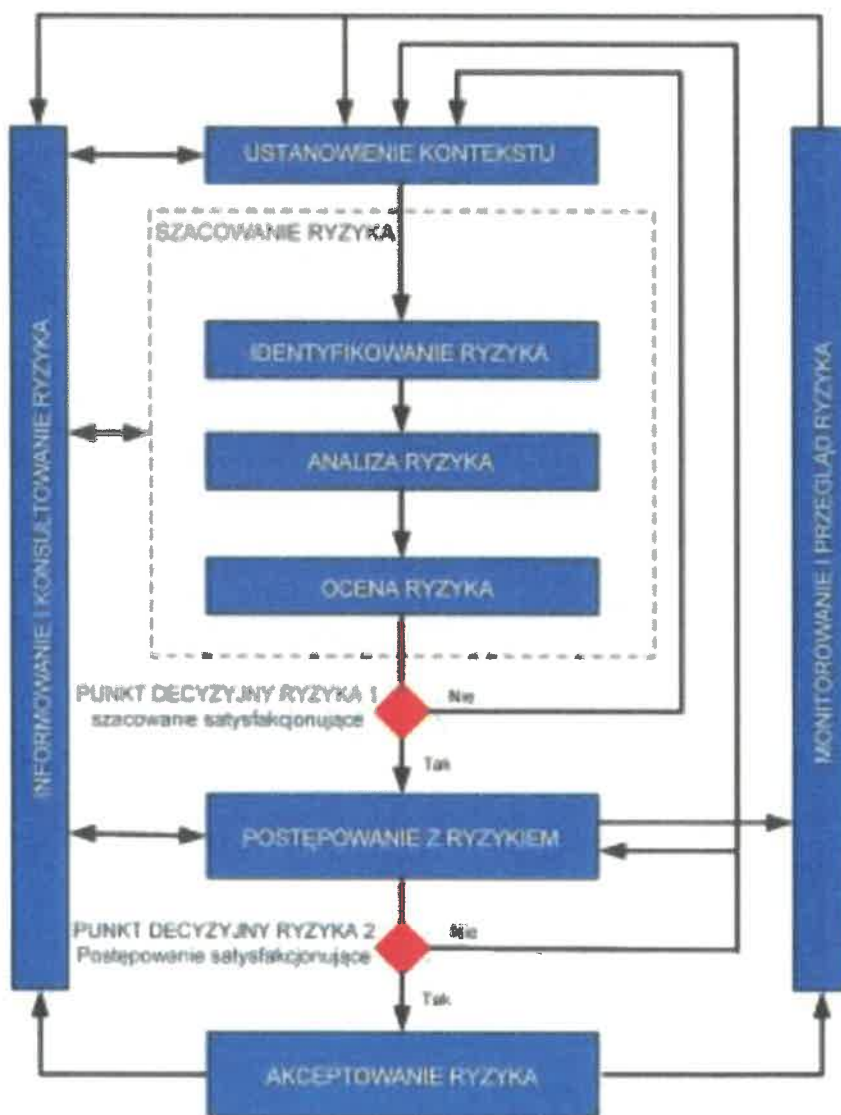 USTANOWIENIE KONTEKSTU
SZACOWANIE RYZYKA
IDENTYFIKOWANIE RYZYKA
ANALIZA RYZYKA
OCENA RYZYKA
PUNKT DECYZYJNY RYZYKA 1
szacowanie satysfakcjonujące
Nie
Tak
POSTĘPOWANIE Z RYZYKIEM
PUNKT DECYZYJNY RYZYKA 2
Postępowanie satysfakcjonujące
Nie
Tak
AKCEPTOWANIE RYZYKA
INFORMOWANIE I KONSULTOWANIE RYZYKA
MONITOROWANIE I PRZEGLĄD RYZYKA